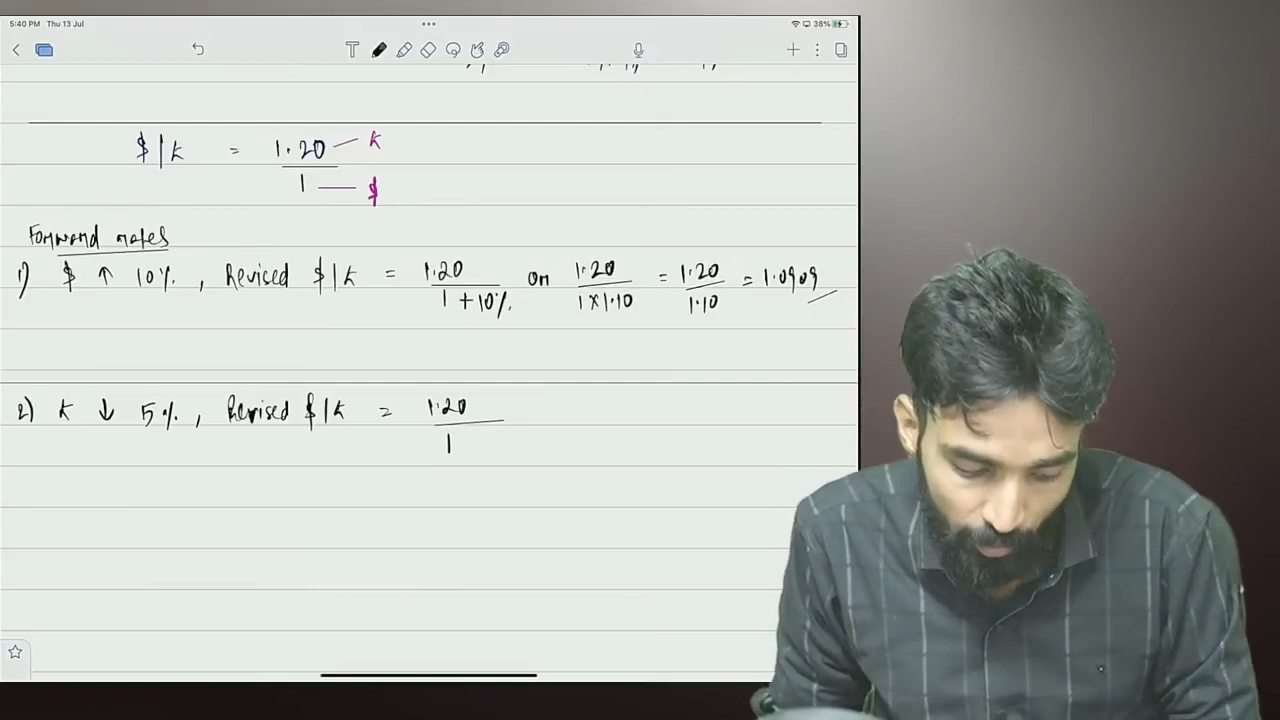 5:40 PM Thu 13 Jul
38%
$|K = 1.20 — K
1 — $
Forward rates
1) $ ↑ 10%, Revised $|K = 1.20 / 1 + 10% or 1.20 / 1 x 1.10 = 1.20 / 1.10 = 1.0909
2) K ↓ 5%, Revised $|K = 1.20 / 1